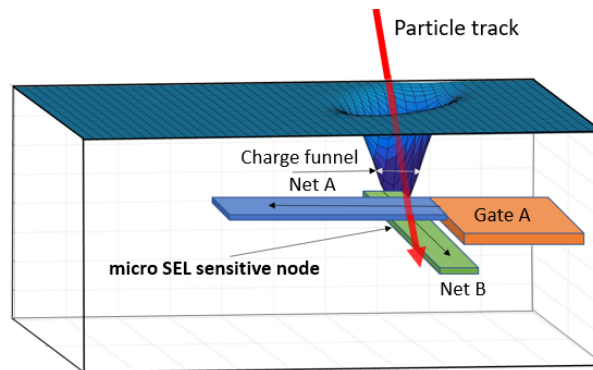 Particle track
Charge funnel
Net A
Gate A
micro SEL sensitive node
Net B